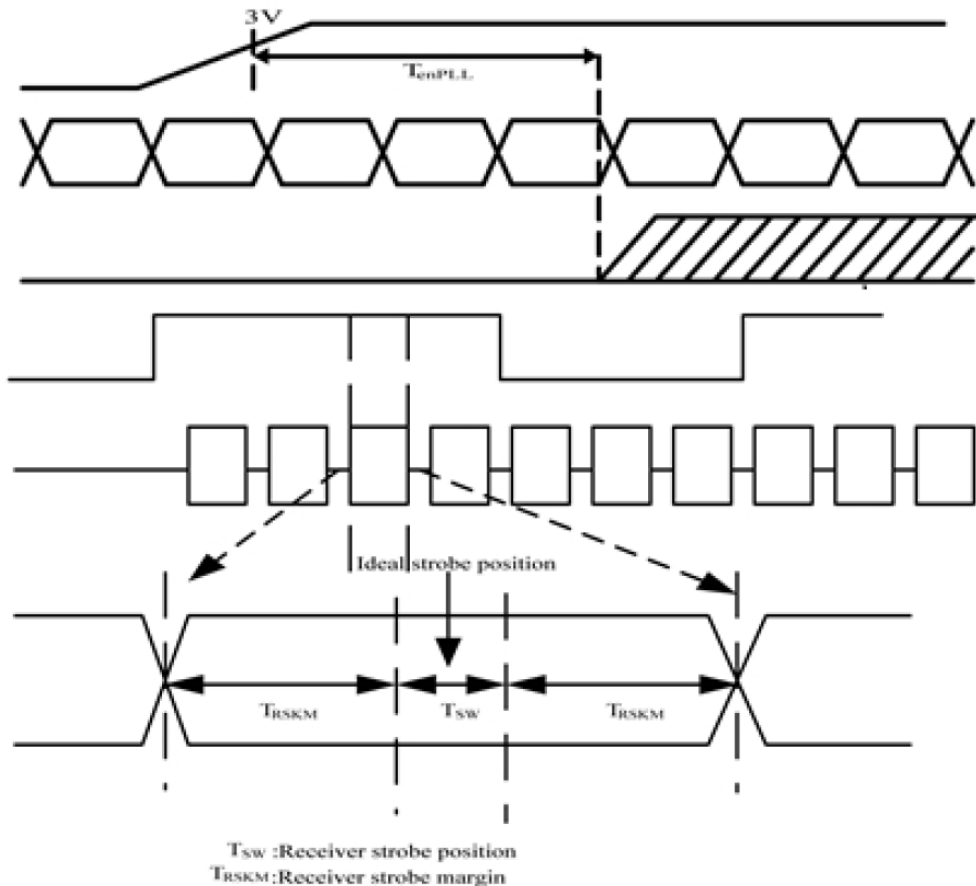 3V
TenPLL
Ideal strobe position
TRSKM
TSW
TRSKM
TSW :Receiver strobe position
TRSKM:Receiver strobe margin